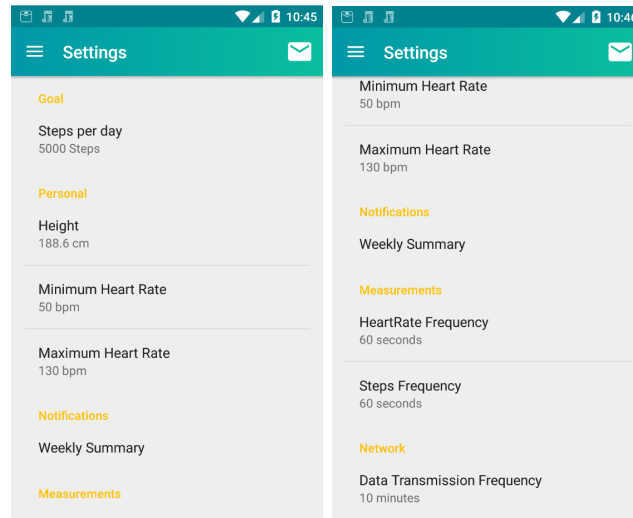 10:45
Settings
Goal
Steps per day
5000 Steps
Personal
Height
188.6 cm
Minimum Heart Rate
50 bpm
Maximum Heart Rate
130 bpm
Notifications
Weekly Summary
Measurements
10:46
Settings
Minimum Heart Rate
50 bpm
Maximum Heart Rate
130 bpm
Notifications
Weekly Summary
Measurements
HeartRate Frequency
60 seconds
Steps Frequency
60 seconds
Network
Data Transmission Frequency
10 minutes